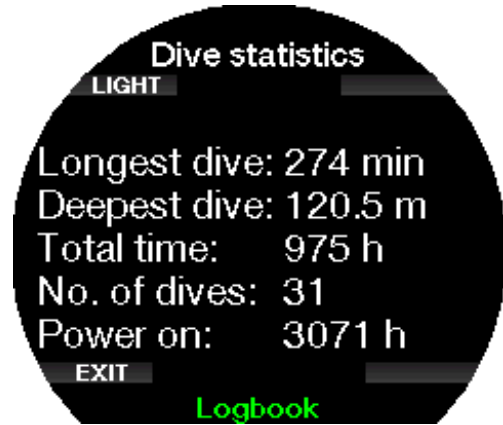 Dive statistics
LIGHT
Longest dive: 274 min
Deepest dive: 120.5 m
Total time: 975 h
No. of dives: 31
Power on: 3071 h
EXIT
Logbook